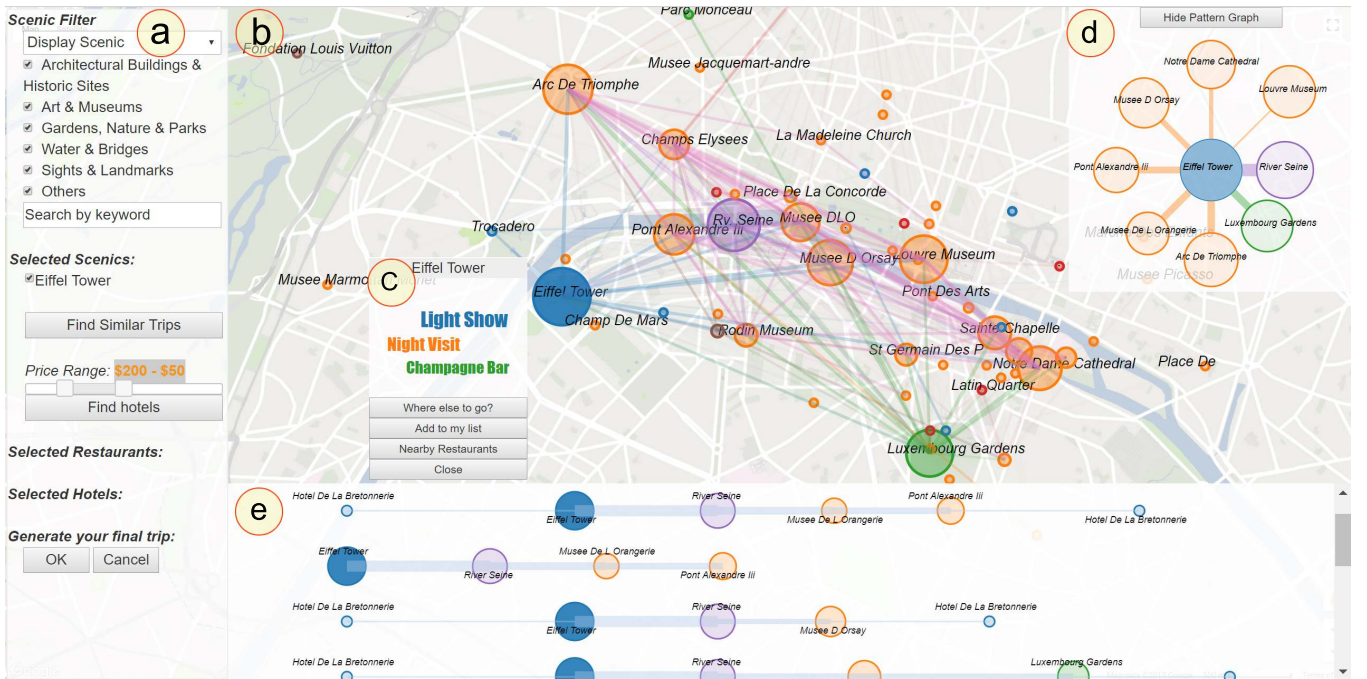 Scenic Filter
Display Scenic
Architectural Buildings &
Historic Sites
Art & Museums
Gardens, Nature & Parks
Water & Bridges
Sights & Landmarks
Others
Search by keyword
Selected Scenics:
Eiffel Tower
Find Similar Trips
Price Range: $200 - $50
Find hotels
Selected Restaurants:
Selected Hotels:
Generate your final trip:
OK Cancel
a
b
Parc Monceau
Fondation Louis Vuitton
Musee Jacquemart-andre
Arc De Triomphe
Champs Elysees
La Madeleine Church
Place De La Concorde
Trocadero
Pont Alexandre Iii
Rv. Seine
Musee DLO
Musee D Orsay
Louvre Museum
Eiffel Tower
Pont Des Arts
Champ De Mars
Rodin Museum
Sainte Chapelle
St Germain Des P
Notre Dame Cathedral
Place De
Latin Quarter
Luxembourg Gardens
C
Eiffel Tower
Light Show
Night Visit
Champagne Bar
Where else to go?
Add to my list
Nearby Restaurants
Close
d
Hide Pattern Graph
Notre Dame Cathedral
Louvre Museum
Musee D Orsay
Pont Alexandre Iii
Eiffel Tower
River Seine
Musee De L Orangerie
Luxembourg Gardens
Arc De Triomphe
Musee Picasso
e
Hotel De La Bretonnerie
Eiffel Tower
River Seine
Musee De L Orangerie
Pont Alexandre Iii
Hotel De La Bretonnerie
Eiffel Tower
River Seine
Musee De L Orangerie
Pont Alexandre Iii
Hotel De La Bretonnerie
Eiffel Tower
River Seine
Musee D Orsay
Hotel De La Bretonnerie
Hotel De La Bretonnerie
River Seine
Luxembourg Gardens